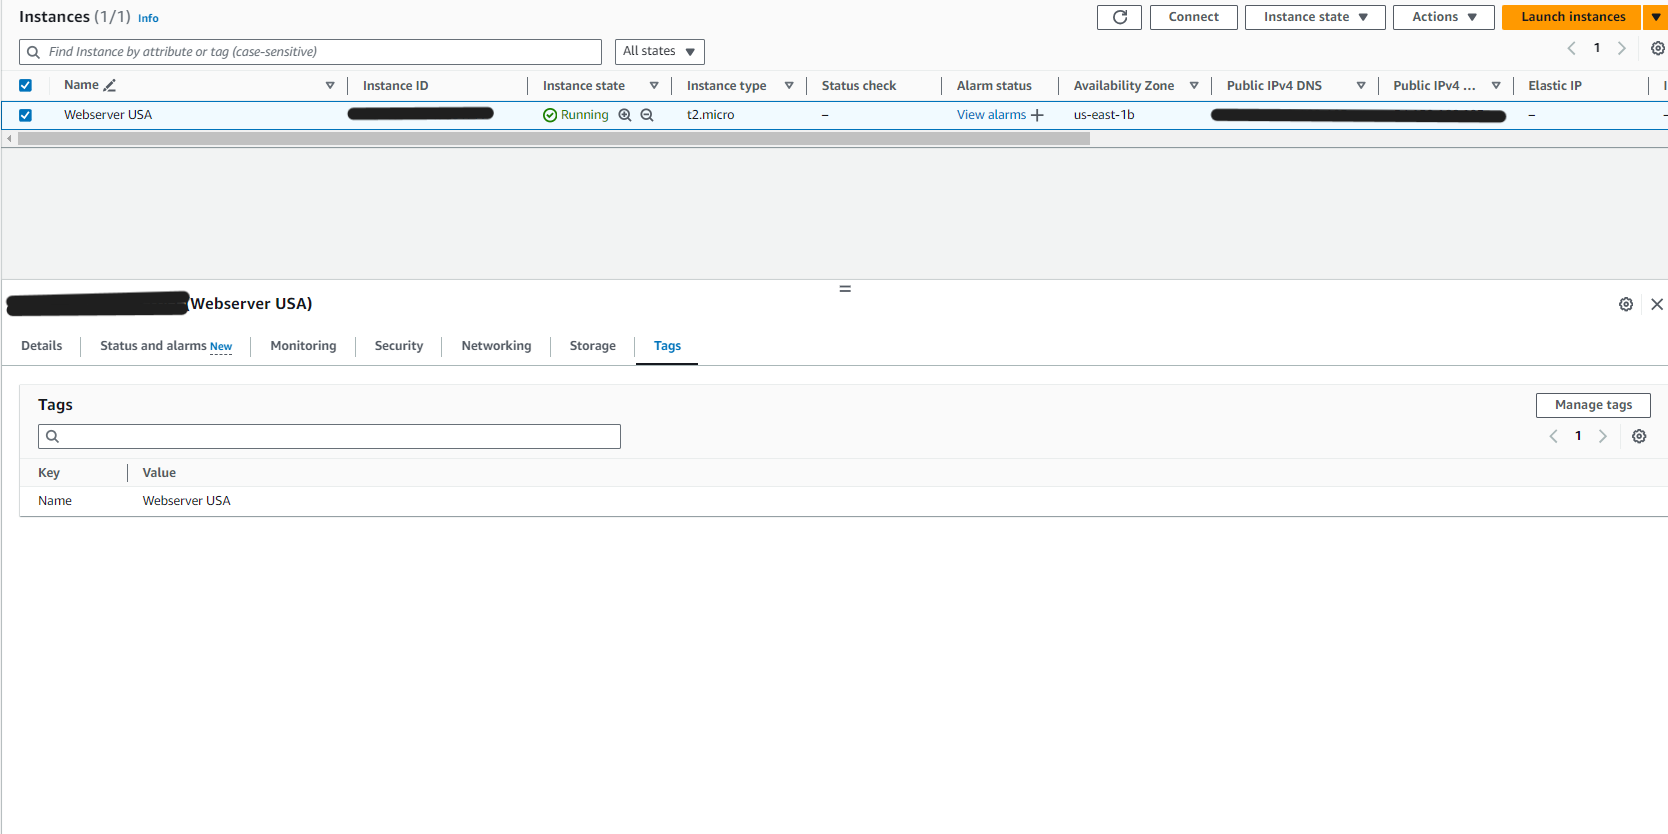 Instances (1/1) Info
Connect
Instance state
Actions
Launch instances
Find Instance by attribute or tag (case-sensitive)
All states
1
Name
Instance ID
Instance state
Instance type
Status check
Alarm status
Availability Zone
Public IPv4 DNS
Public IPv4 ...
Elastic IP
Webserver USA
Running
t2.micro
–
View alarms
us-east-1b
–
(Webserver USA)
Details
Status and alarms New
Monitoring
Security
Networking
Storage
Tags
Tags
Manage tags
1
Key
Value
Name
Webserver USA